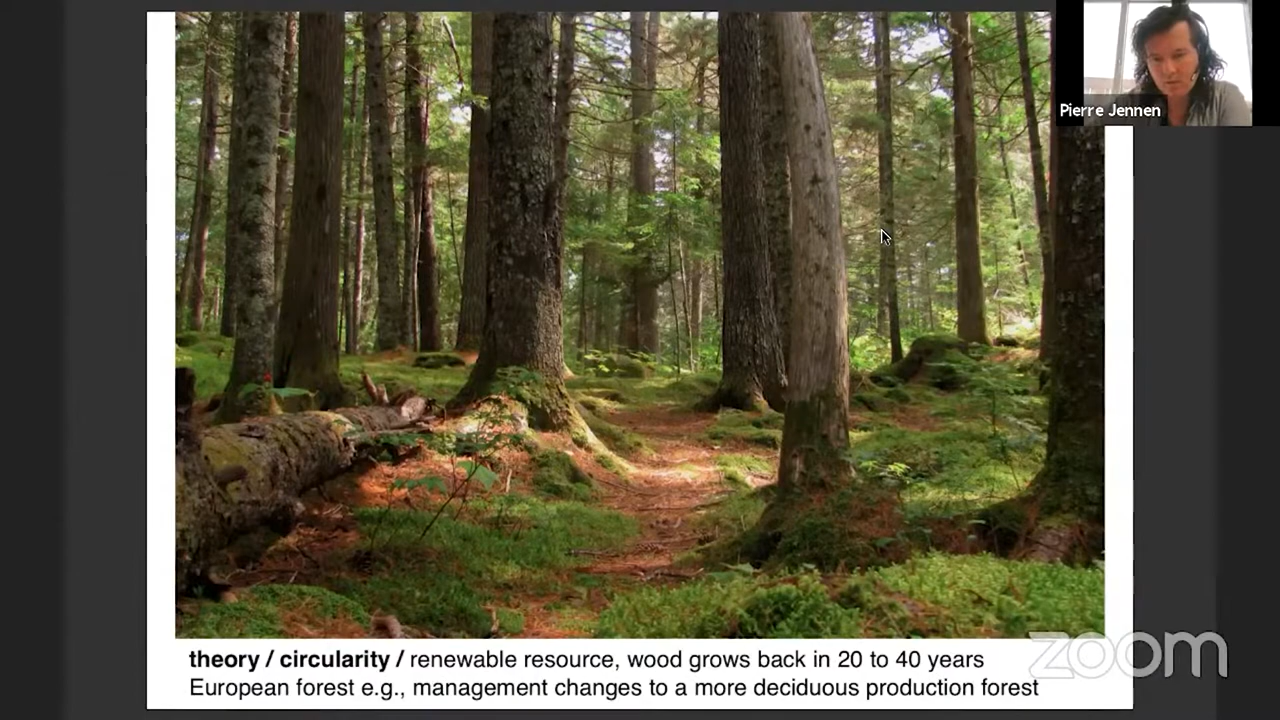 Pierre Jennen
theory / circularity / renewable resource, wood grows back in 20 to 40 years
European forest e.g., management changes to a more deciduous production forest
zoom